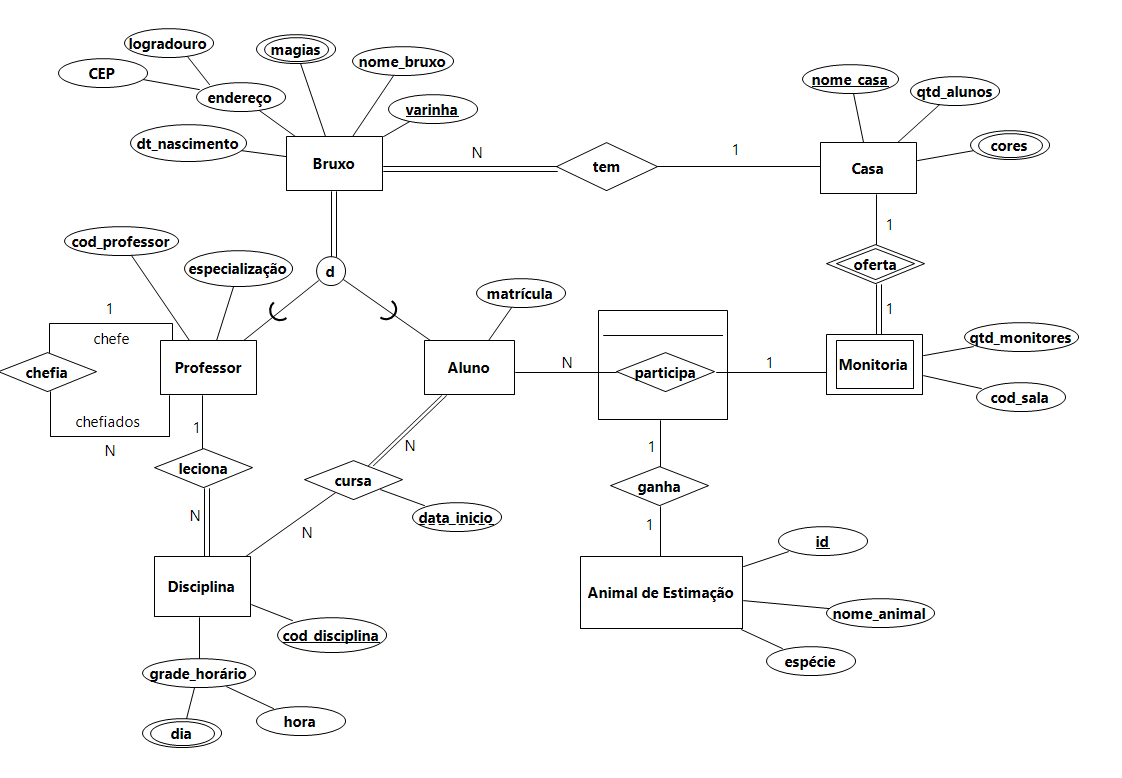 logradouro
magias
nome_bruxo
CEP
endereço
varinha
dt_nascimento
Bruxo
N
tem
1
nome_casa
qtd_alunos
cores
Casa
1
oferta
1
cod_professor
especialização
d
matrícula
1
chefe
chefia
Professor
chefiados
N
Aluno
N
participa
1
Monitoria
qtd_monitores
cod_sala
1
leciona
N
N
cursa
data_inicio
N
1
ganha
1
Disciplina
cod_disciplina
grade_horário
dia
hora
Animal de Estimação
id
nome_animal
espécie